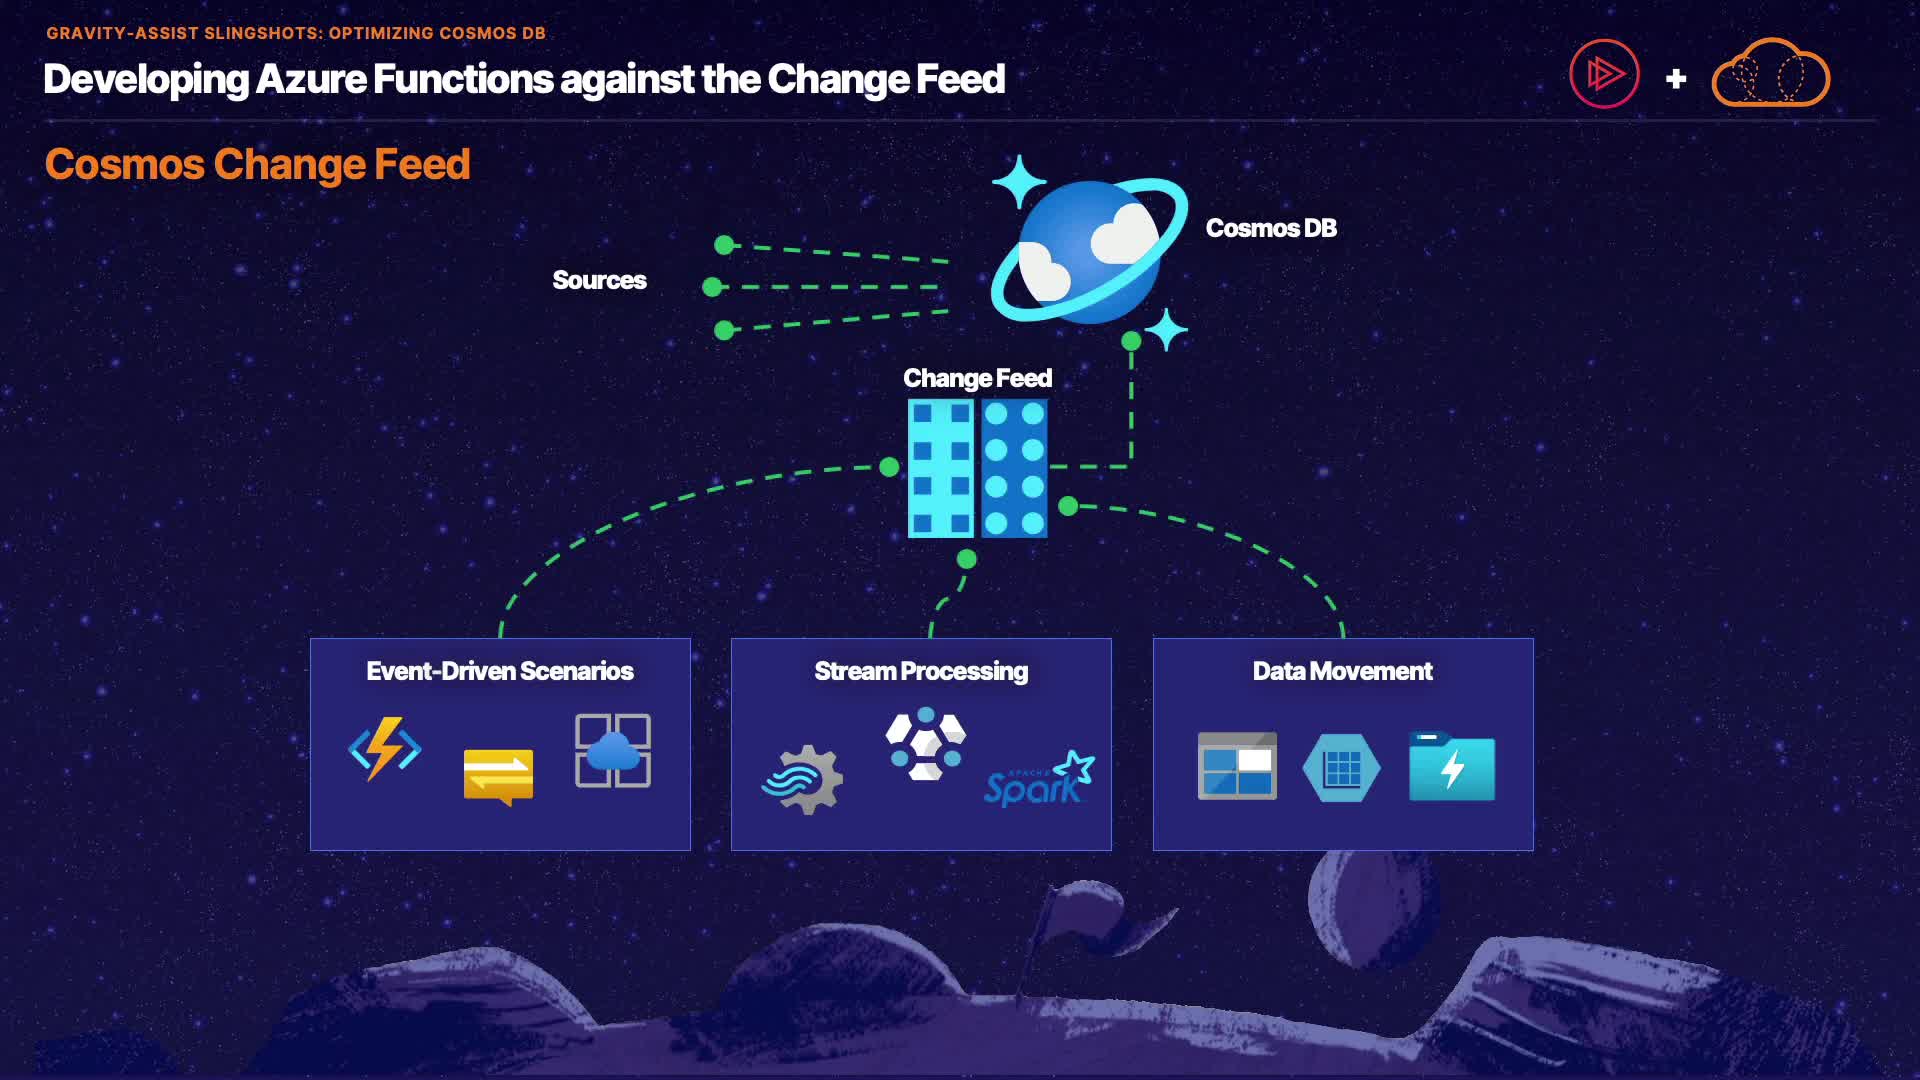 GRAVITY-ASSIST SLINGSHOTS: OPTIMIZING COSMOS DB
Developing Azure Functions against the Change Feed
+
Cosmos Change Feed
Cosmos DB
Sources
Change Feed
Event-Driven Scenarios
Stream Processing
Data Movement
APACHE
Spark